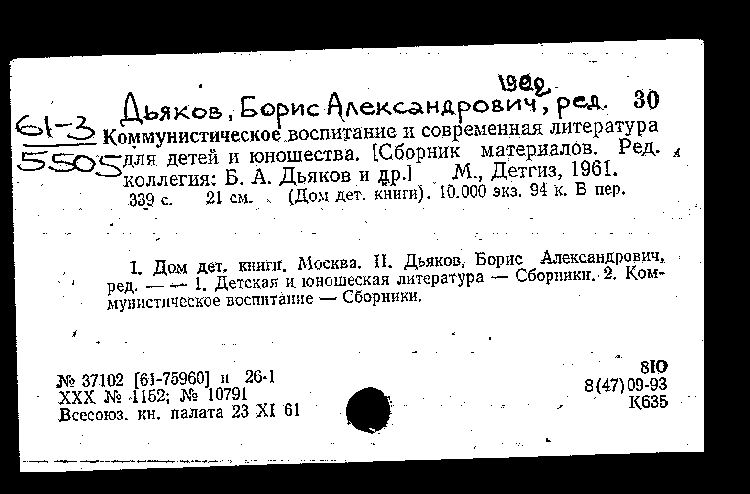 1902
Дьяков, Борис Александрович, ред. 30
61-3
5505
Коммунистическое воспитание и современная литература
для детей и юношества. [Сборник материалов. Ред.
коллегия: Б. А. Дьяков и др.] М., Детгиз, 1961.
339 с. 21 см. (Дом дет. книги). 10.000 экз. 94 к. В пер.
I. Дом дет. книги. Москва. II. Дьяков, Борис Александрович,
ред. — — 1. Детская и юношеская литература — Сборники. 2. Ком-
мунистическое воспитание — Сборники.
№ 37102 [61-75960] п 26-1
XXX № 1152; № 10791
Всесоюз. кн. палата 23 XI 61
8Ю
8(47)09-93
К635